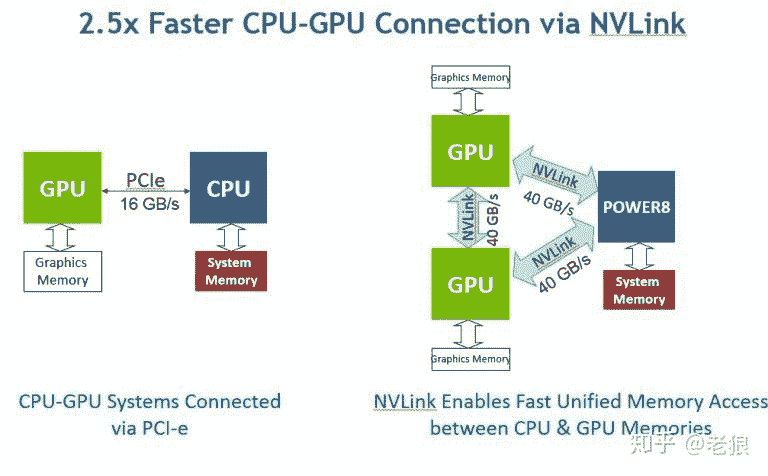 2.5x Faster CPU-GPU Connection via NVLink
GPU
PCIe
16 GB/s
CPU
Graphics
Memory
System
Memory
CPU-GPU Systems Connected
via PCI-e
Graphics Memory
GPU
NVLink
40 GB/s
POWER8
NVLink
40 GB/s
NVLink
40 GB/s
GPU
System
Memory
Graphics Memory
NVLink Enables Fast Unified Memory Access
between CPU & GPU Memories
知乎 @老狼